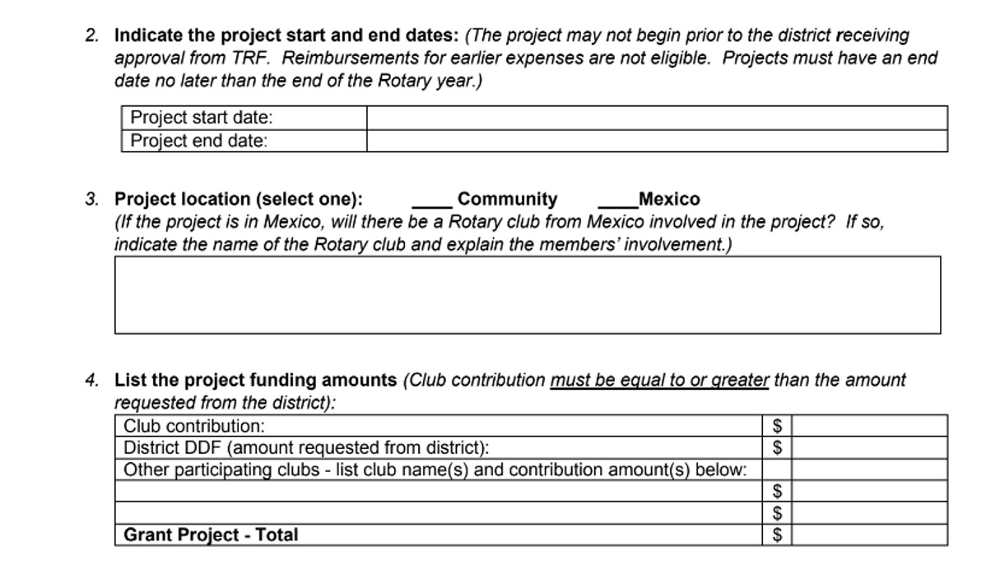 2. Indicate the project start and end dates: (The project may not begin prior to the district receiving
approval from TRF. Reimbursements for earlier expenses are not eligible. Projects must have an end
date no later than the end of the Rotary year.)
Project start date:
Project end date:
3. Project location (select one): ____ Community ____Mexico
(If the project is in Mexico, will there be a Rotary club from Mexico involved in the project? If so,
indicate the name of the Rotary club and explain the members' involvement.)
4. List the project funding amounts (Club contribution must be equal to or greater than the amount
requested from the district):
Club contribution: $
District DDF (amount requested from district): $
Other participating clubs - list club name(s) and contribution amount(s) below:
$
$
Grant Project - Total $